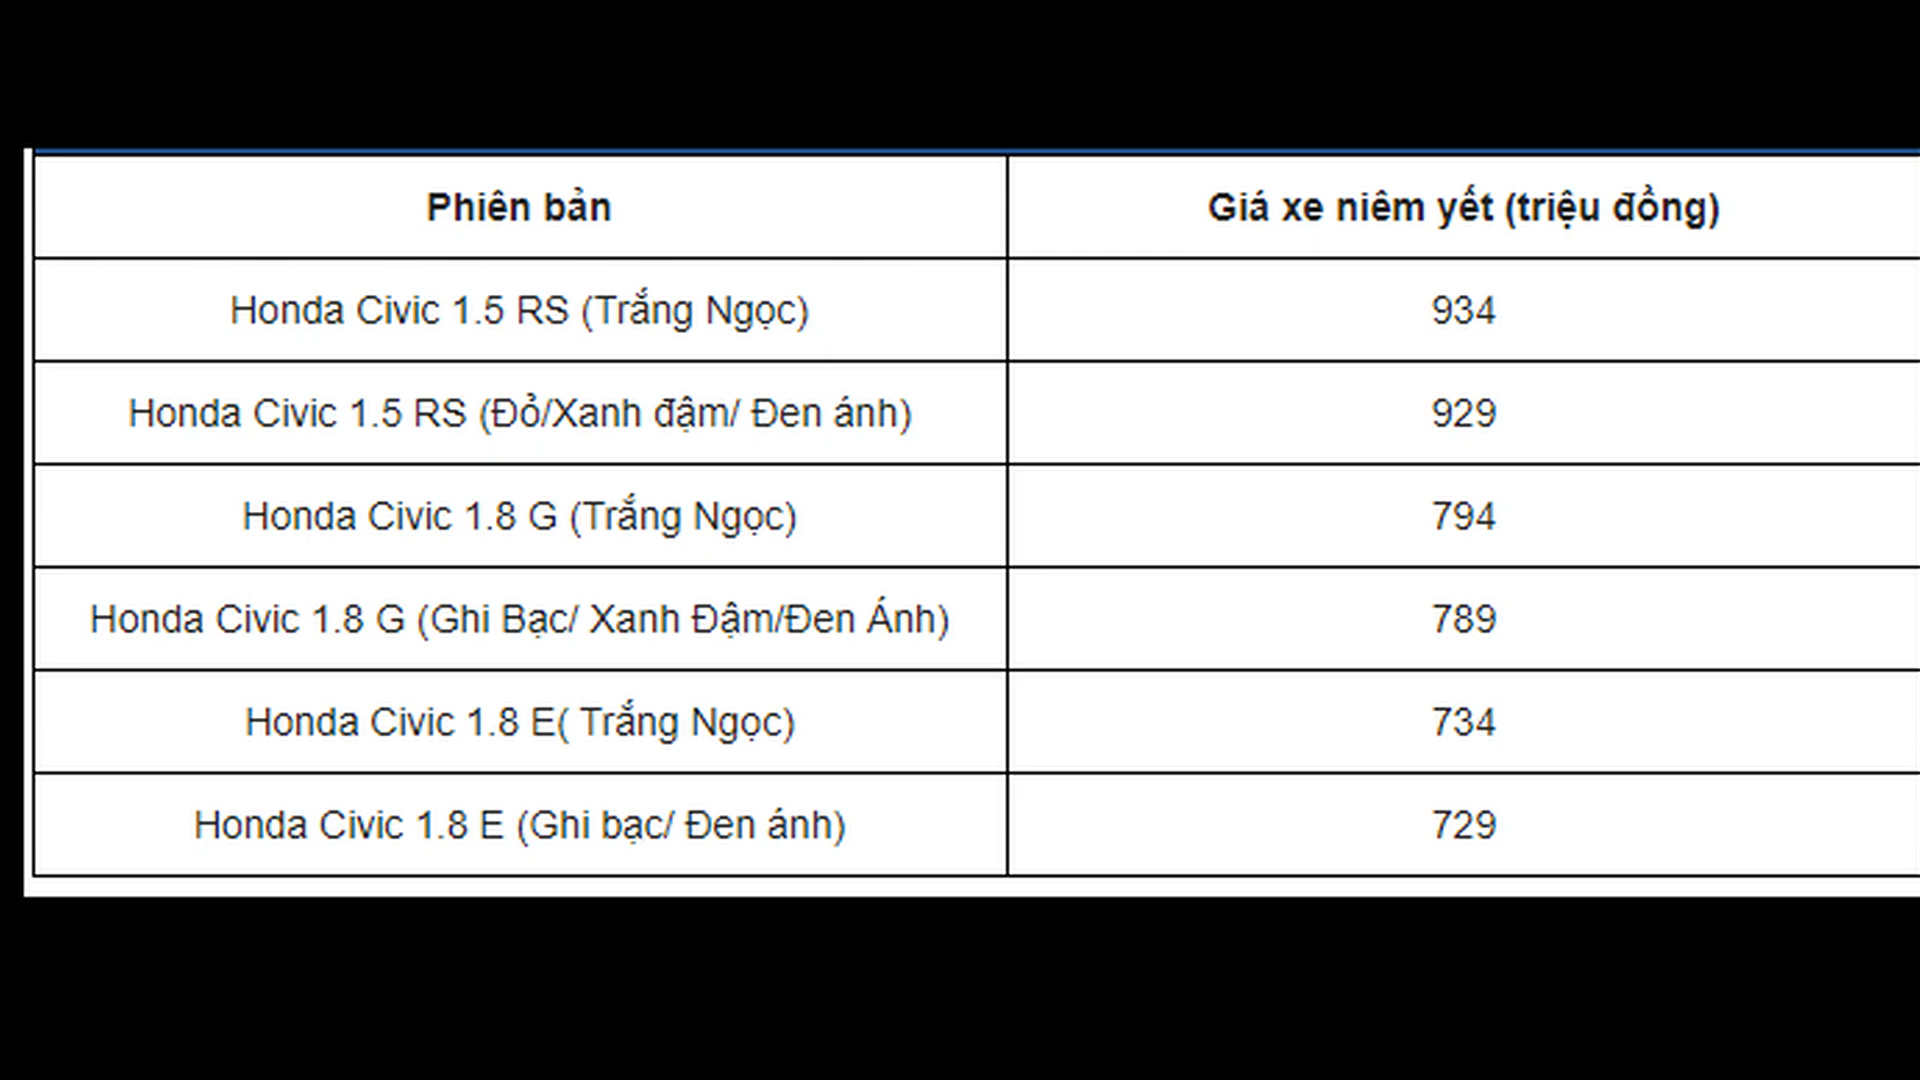 Phiên bản Giá xe niêm yết (triệu đồng)
Honda Civic 1.5 RS (Trắng Ngọc) 934
Honda Civic 1.5 RS (Đỏ/Xanh đậm/ Đen ánh) 929
Honda Civic 1.8 G (Trắng Ngọc) 794
Honda Civic 1.8 G (Ghi Bạc/ Xanh Đậm/Đen Ánh) 789
Honda Civic 1.8 E( Trắng Ngọc) 734
Honda Civic 1.8 E (Ghi bạc/ Đen ánh) 729